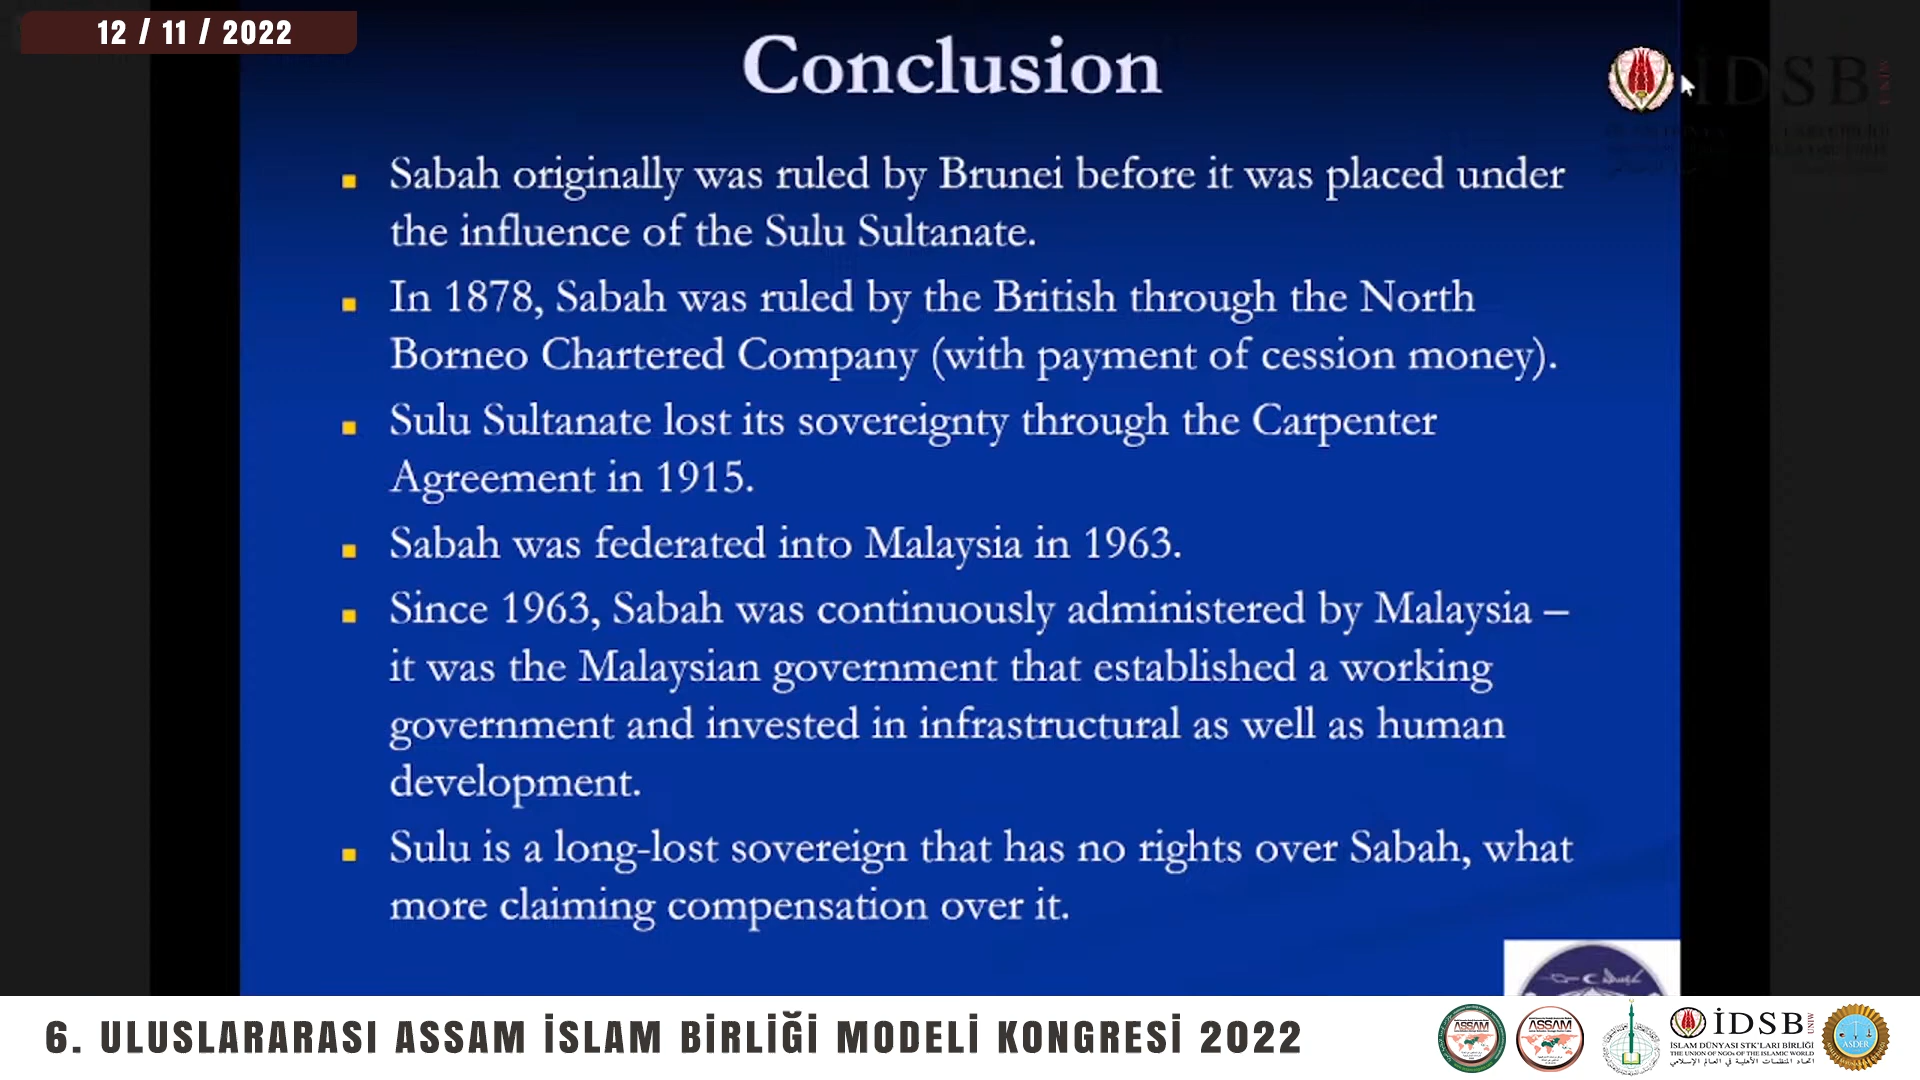 12 / 11 / 2022
Conclusion
İDSB
UNIW
Sabah originally was ruled by Brunei before it was placed under
the influence of the Sulu Sultanate.
In 1878, Sabah was ruled by the British through the North
Borneo Chartered Company (with payment of cession money).
Sulu Sultanate lost its sovereignty through the Carpenter
Agreement in 1915.
Sabah was federated into Malaysia in 1963.
Since 1963, Sabah was continuously administered by Malaysia –
it was the Malaysian government that established a working
government and invested in infrastructural as well as human
development.
Sulu is a long-lost sovereign that has no rights over Sabah, what
more claiming compensation over it.
6. ULUSLARARASI ASSAM İSLAM BİRLİĞİ MODELİ KONGRESİ 2022
ASSAM
ASSAM
İDSB
UNIW
İSLAM DÜNYASI STK'LARI BİRLİĞİ
THE UNION OF NGOs OF THE ISLAMIC WORLD
اتحاد المنظمات الأهلية في العالم الإسلامي
ASDER